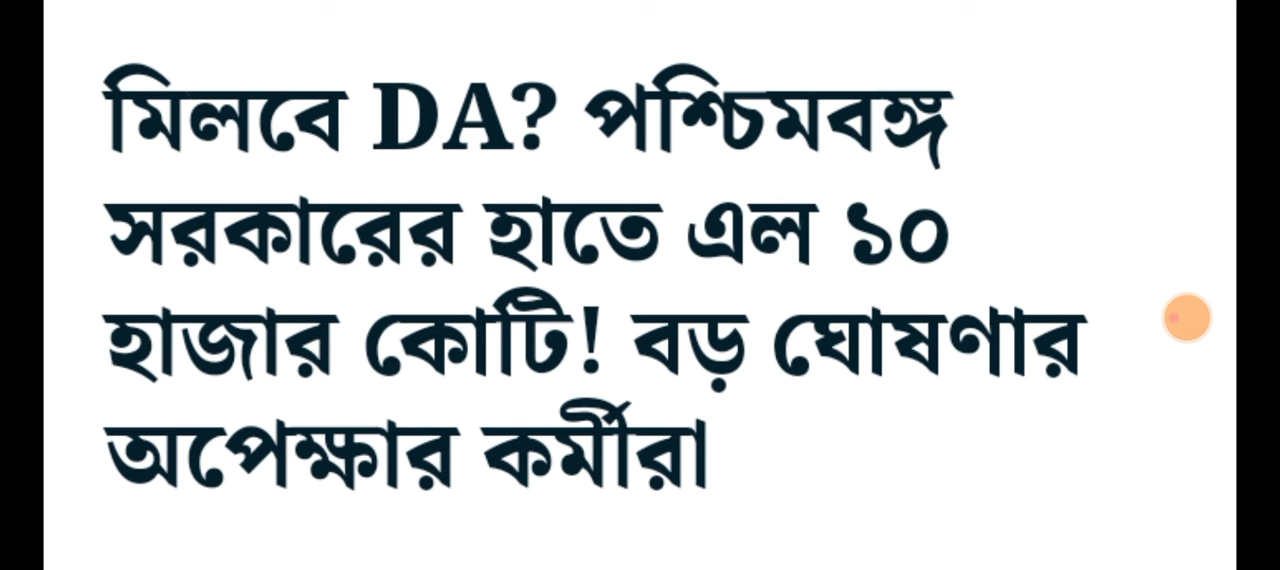 মিলবে DA? পশ্চিমবঙ্গ
সরকারের হাতে এল ১০
হাজার কোটি! বড় ঘোষণার
অপেক্ষার কর্মীরা